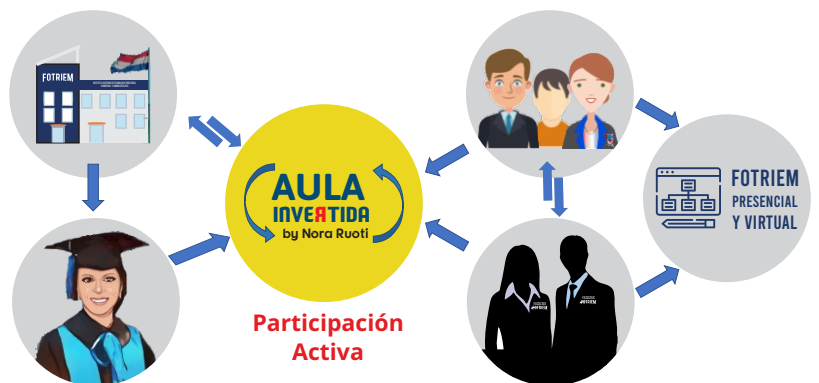 FOTRIEM
AULA
INVERTIDA
by Nora Ruoti
Participación
Activa
FOTRIEM
PRESENCIAL
Y VIRTUAL